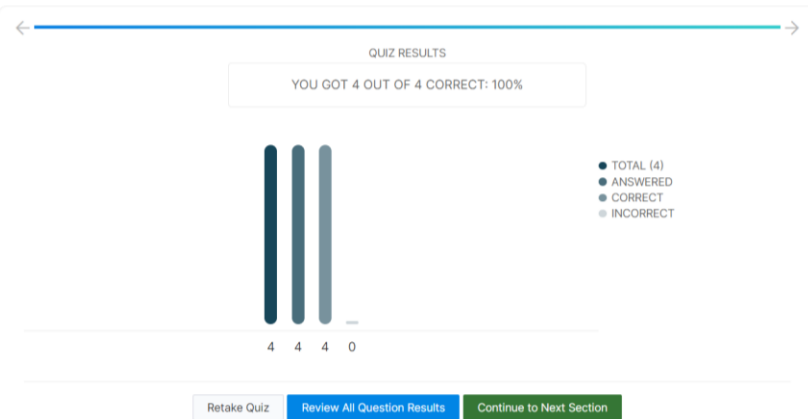 QUIZ RESULTS
YOU GOT 4 OUT OF 4 CORRECT: 100%
TOTAL (4)
ANSWERED
CORRECT
INCORRECT
4 4 4 0
Retake Quiz Review All Question Results Continue to Next Section